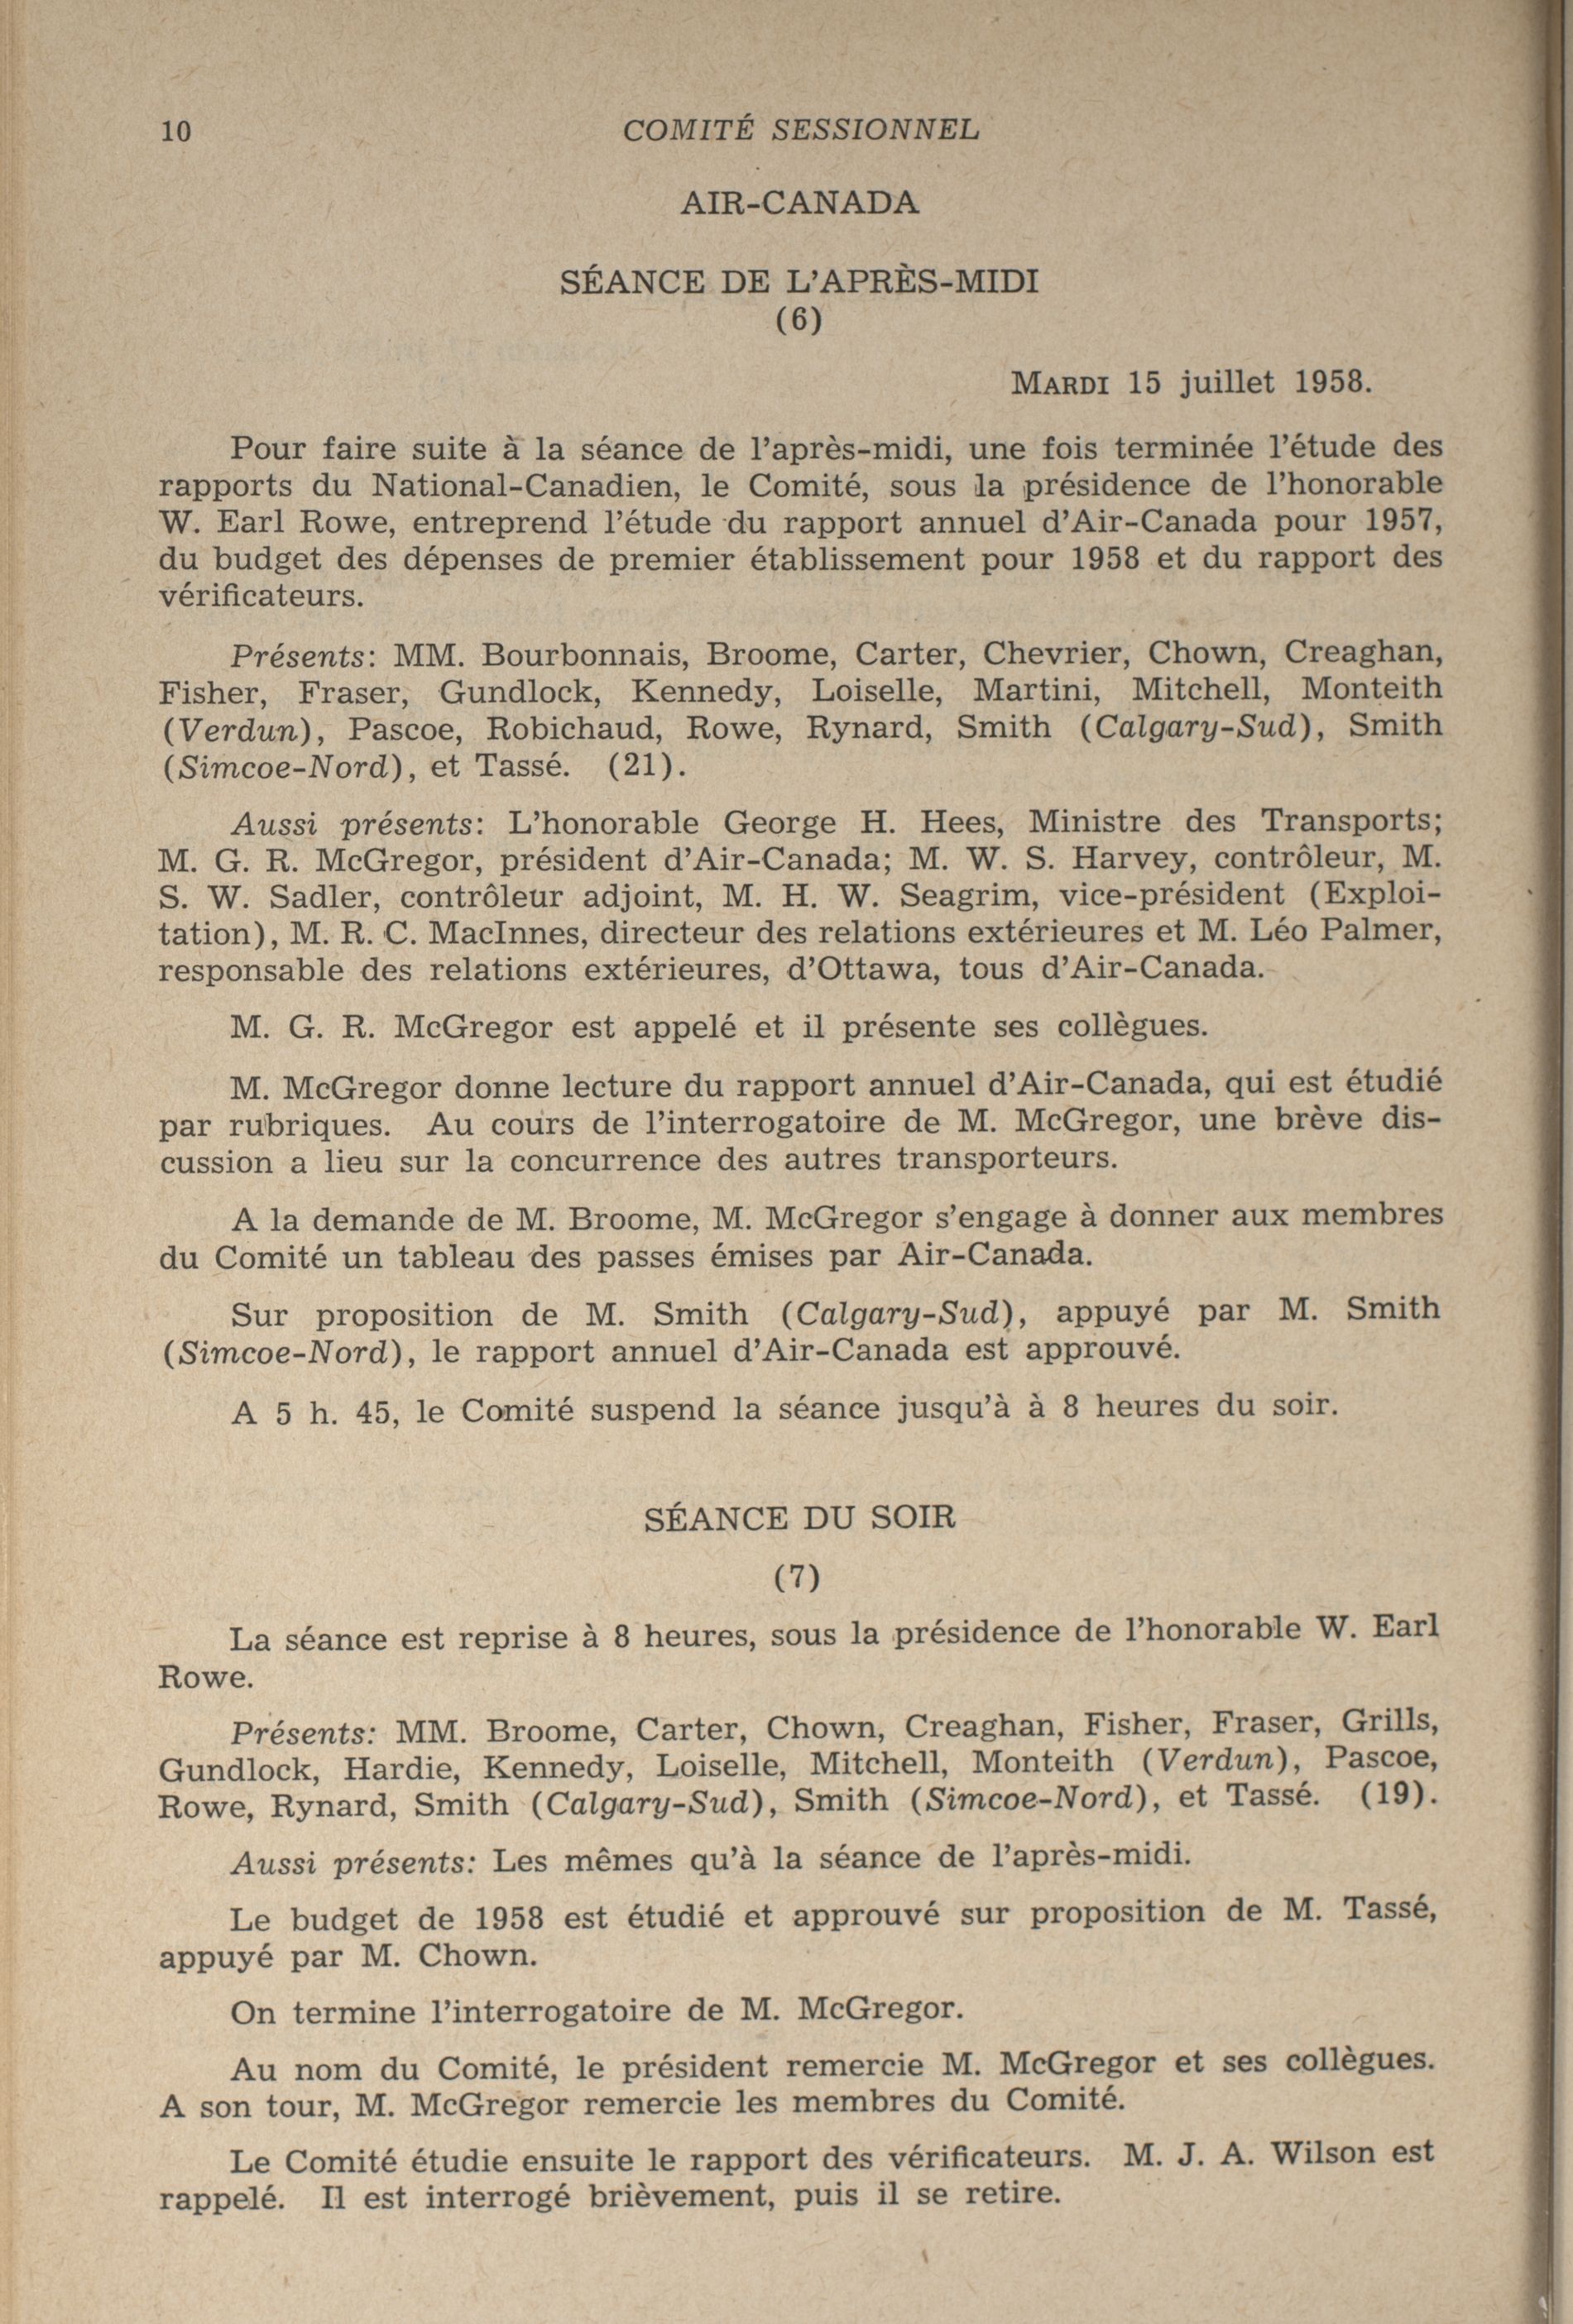 10 COMITÉ SESSIONNEL
AIR-CANADA
SÉANCE DE L'APRÈS-MIDI
(6)
MARDI 15 juillet 1958.
Pour faire suite à la séance de l'après-midi, une fois terminée l'étude des
rapports du National-Canadien, le Comité, sous la présidence de l'honorable
W. Earl Rowe, entreprend l'étude du rapport annuel d'Air-Canada pour 1957,
du budget des dépenses de premier établissement pour 1958 et du rapport des
vérificateurs.
Présents: MM. Bourbonnais, Broome, Carter, Chevrier, Chown, Creaghan,
Fisher, Fraser, Gundlock, Kennedy, Loiselle, Martini, Mitchell, Monteith
(Verdun), Pascoe, Robichaud, Rowe, Rynard, Smith (Calgary-Sud), Smith
(Simcoe-Nord), et Tassé. (21).
Aussi présents: L'honorable George H. Hees, Ministre des Transports;
M. G. R. McGregor, président d'Air-Canada; M. W. S. Harvey, contrôleur, M.
S. W. Sadler, contrôleur adjoint, M. H. W. Seagrim, vice-président (Exploi-
tation), M. R. C. MacInnes, directeur des relations extérieures et M. Léo Palmer,
responsable des relations extérieures, d'Ottawa, tous d'Air-Canada.
M. G. R. McGregor est appelé et il présente ses collègues.
M. McGregor donne lecture du rapport annuel d'Air-Canada, qui est étudié
par rubriques. Au cours de l'interrogatoire de M. McGregor, une brève dis-
cussion a lieu sur la concurrence des autres transporteurs.
A la demande de M. Broome, M. McGregor s'engage à donner aux membres
du Comité un tableau des passes émises par Air-Canada.
Sur proposition de M. Smith (Calgary-Sud), appuyé par M. Smith
(Simcoe-Nord), le rapport annuel d'Air-Canada est approuvé.
A 5 h. 45, le Comité suspend la séance jusqu'à à 8 heures du soir.
SÉANCE DU SOIR
(7)
La séance est reprise à 8 heures, sous la présidence de l'honorable W. Earl
Rowe.
Présents: MM. Broome, Carter, Chown, Creaghan, Fisher, Fraser, Grills,
Gundlock, Hardie, Kennedy, Loiselle, Mitchell, Monteith (Verdun), Pascoe,
Rowe, Rynard, Smith (Calgary-Sud), Smith (Simcoe-Nord), et Tassé. (19).
Aussi présents: Les mêmes qu'à la séance de l'après-midi.
Le budget de 1958 est étudié et approuvé sur proposition de M. Tassé,
appuyé par M. Chown.
On termine l'interrogatoire de M. McGregor.
Au nom du Comité, le président remercie M. McGregor et ses collègues.
A son tour, M. McGregor remercie les membres du Comité.
Le Comité étudie ensuite le rapport des vérificateurs. M. J. A. Wilson est
rappelé. Il est interrogé brièvement, puis il se retire.